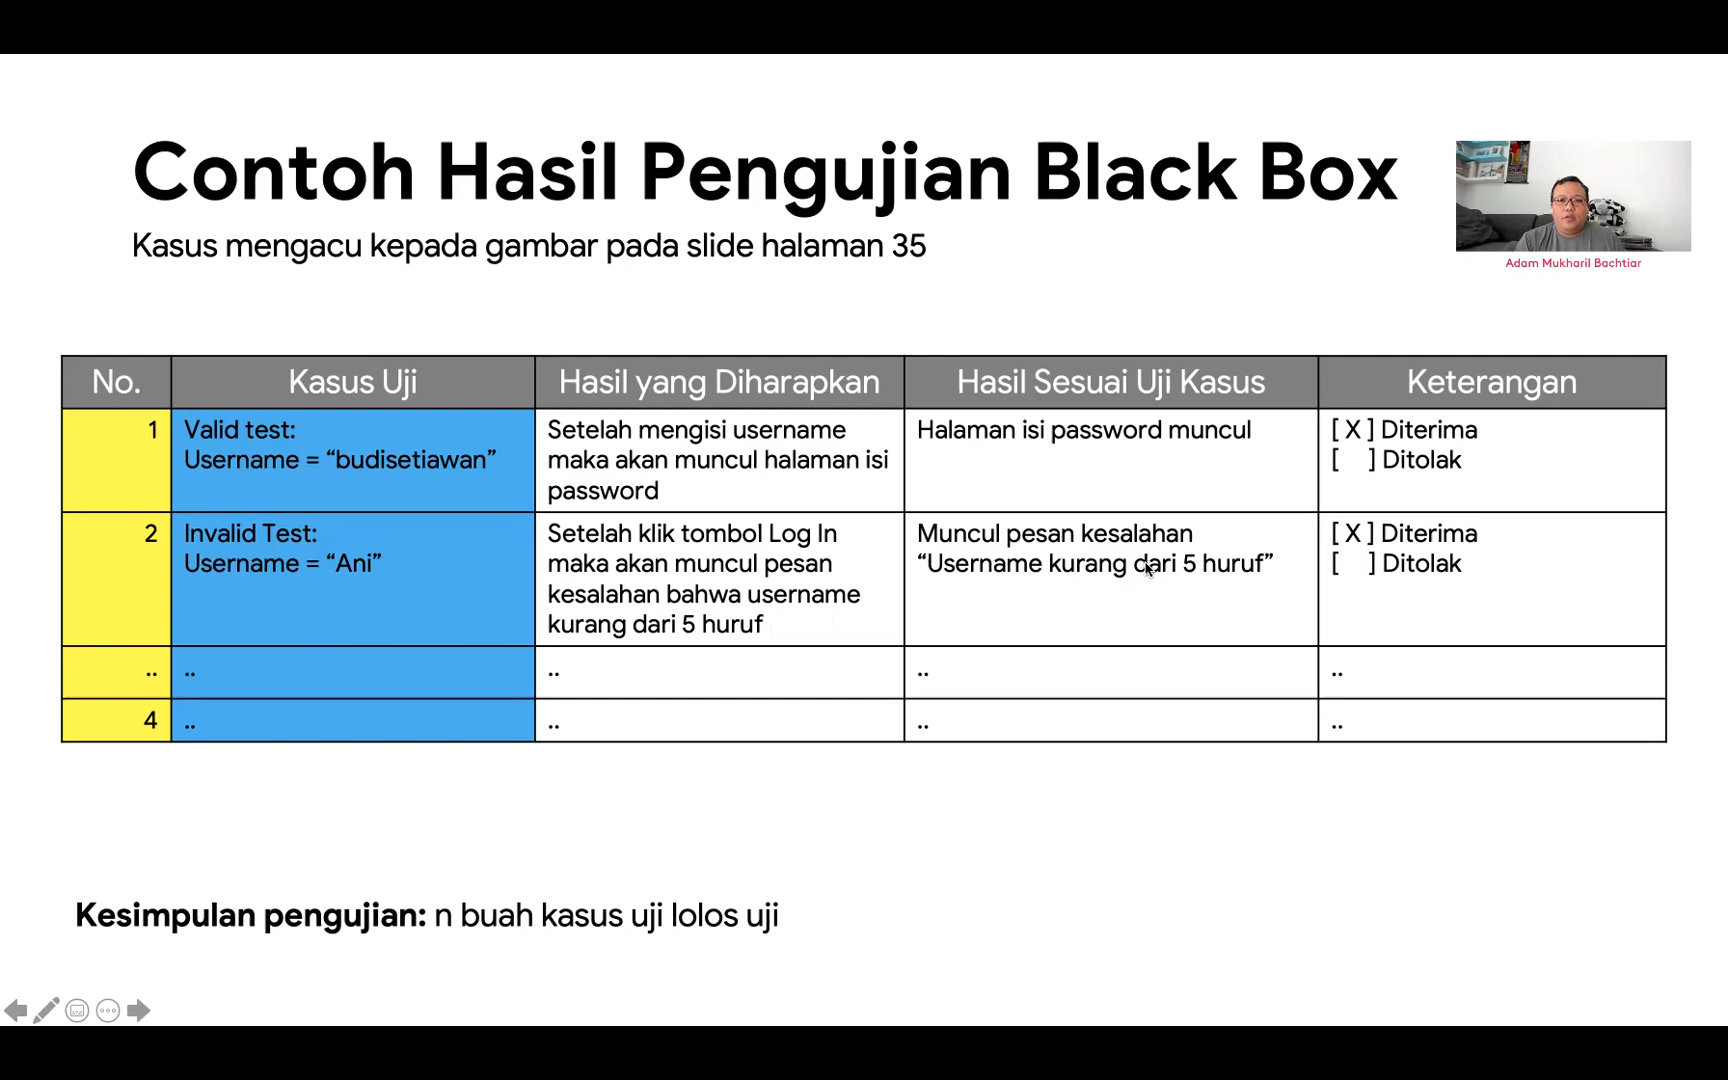 Contoh Hasil Pengujian Black Box
Kasus mengacu kepada gambar pada slide halaman 35
Adam Mukharil Bachtiar
No.
Kasus Uji
Hasil yang Diharapkan
Hasil Sesuai Uji Kasus
Keterangan
1
Valid test:
Username = “budisetiawan”
Setelah mengisi username
maka akan muncul halaman isi
password
Halaman isi password muncul
[ X ] Diterima
[   ] Ditolak
2
Invalid Test:
Username = “Ani”
Setelah klik tombol Log In
maka akan muncul pesan
kesalahan bahwa username
kurang dari 5 huruf
Muncul pesan kesalahan
“Username kurang dari 5 huruf”
[ X ] Diterima
[   ] Ditolak
..
..
..
..
..
4
..
..
..
..
Kesimpulan pengujian: n buah kasus uji lolos uji